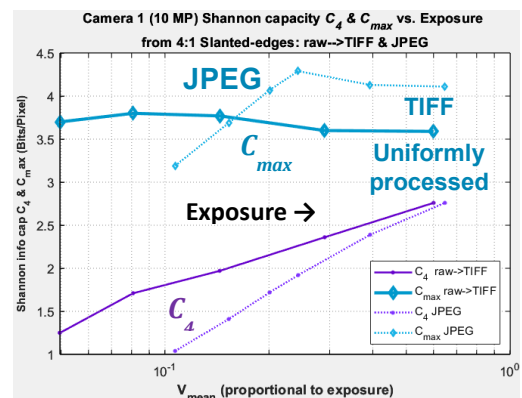 Camera 1 (10 MP) Shannon capacity C4 & Cmax vs. Exposure
from 4:1 Slanted-edges: raw-->TIFF & JPEG
Shannon info cap C4 & Cmax (Bits/Pixel)
4.5
4
3.5
3
2.5
2
1.5
1
JPEG
TIFF
Cmax
Uniformly
processed
Exposure →
C4
C4 raw->TIFF
Cmax raw->TIFF
C4 JPEG
Cmax JPEG
10-1
100
Vmean (proportional to exposure)